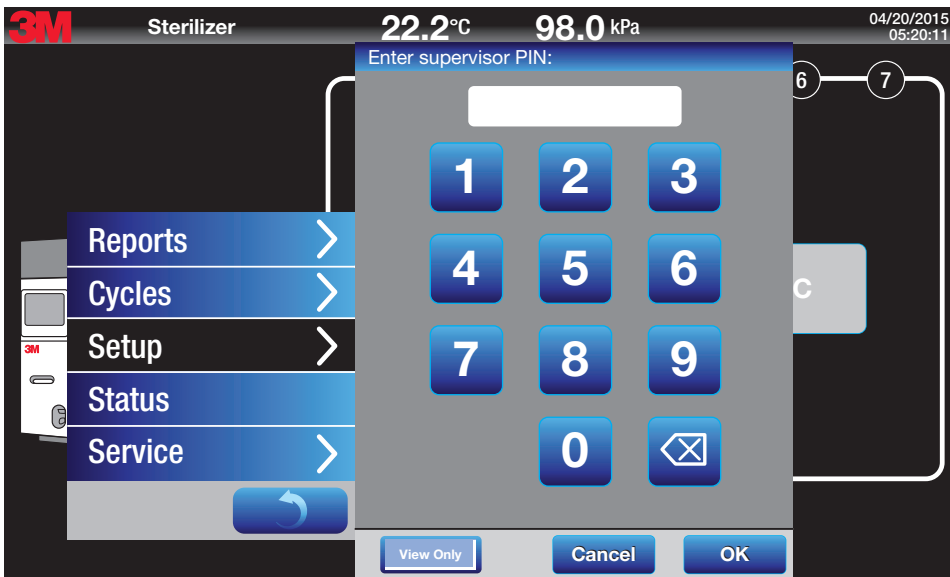 3M Sterilizer 22.2°C 98.0 kPa 04/20/2015
05:20:11
Enter supervisor PIN:
6 7
1 2 3
4 5 6
7 8 9
0
Reports
Cycles
Setup
Status
Service
3M
C
View Only Cancel OK